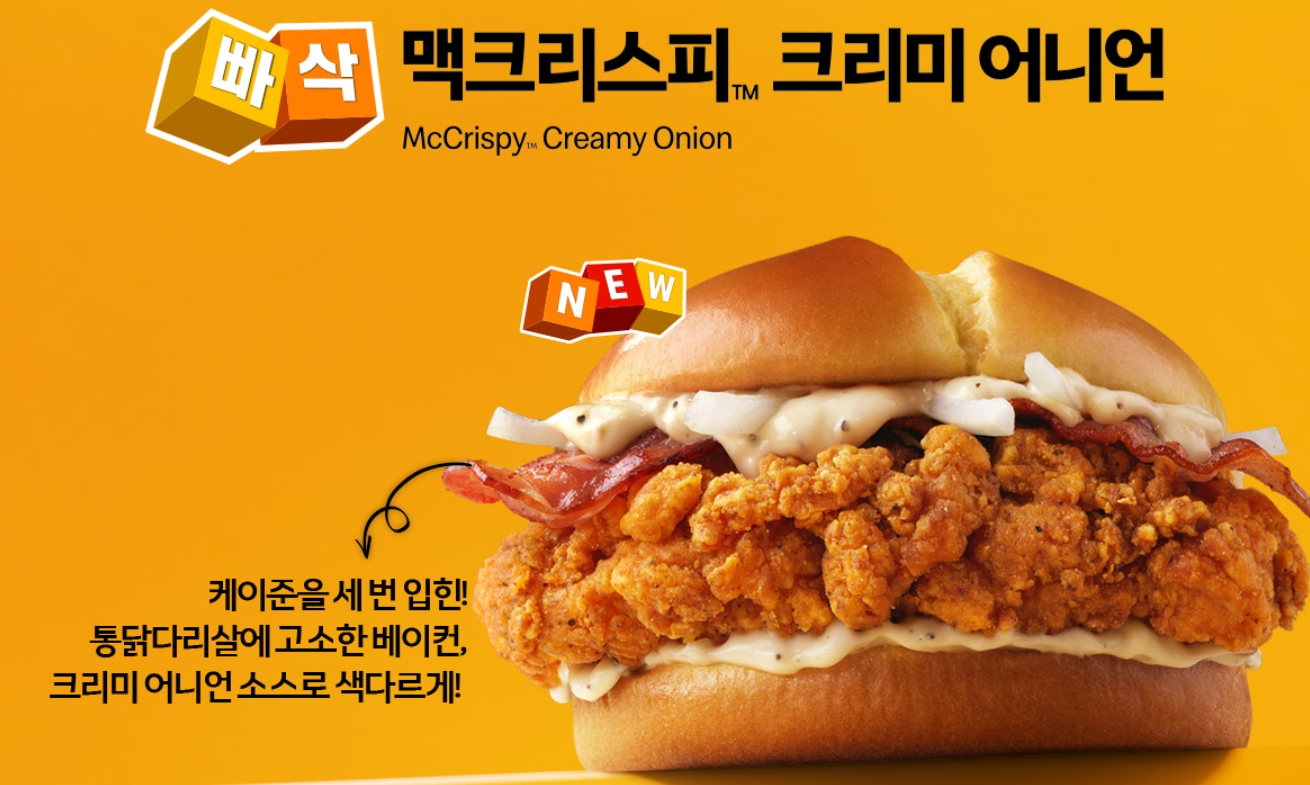 빠삭
맥크리스피™ 크리미 어니언
McCrispy™ Creamy Onion
NEW
케이준을 세 번 입힌!
통닭다리살에 고소한 베이컨,
크리미 어니언 소스로 색다르게!